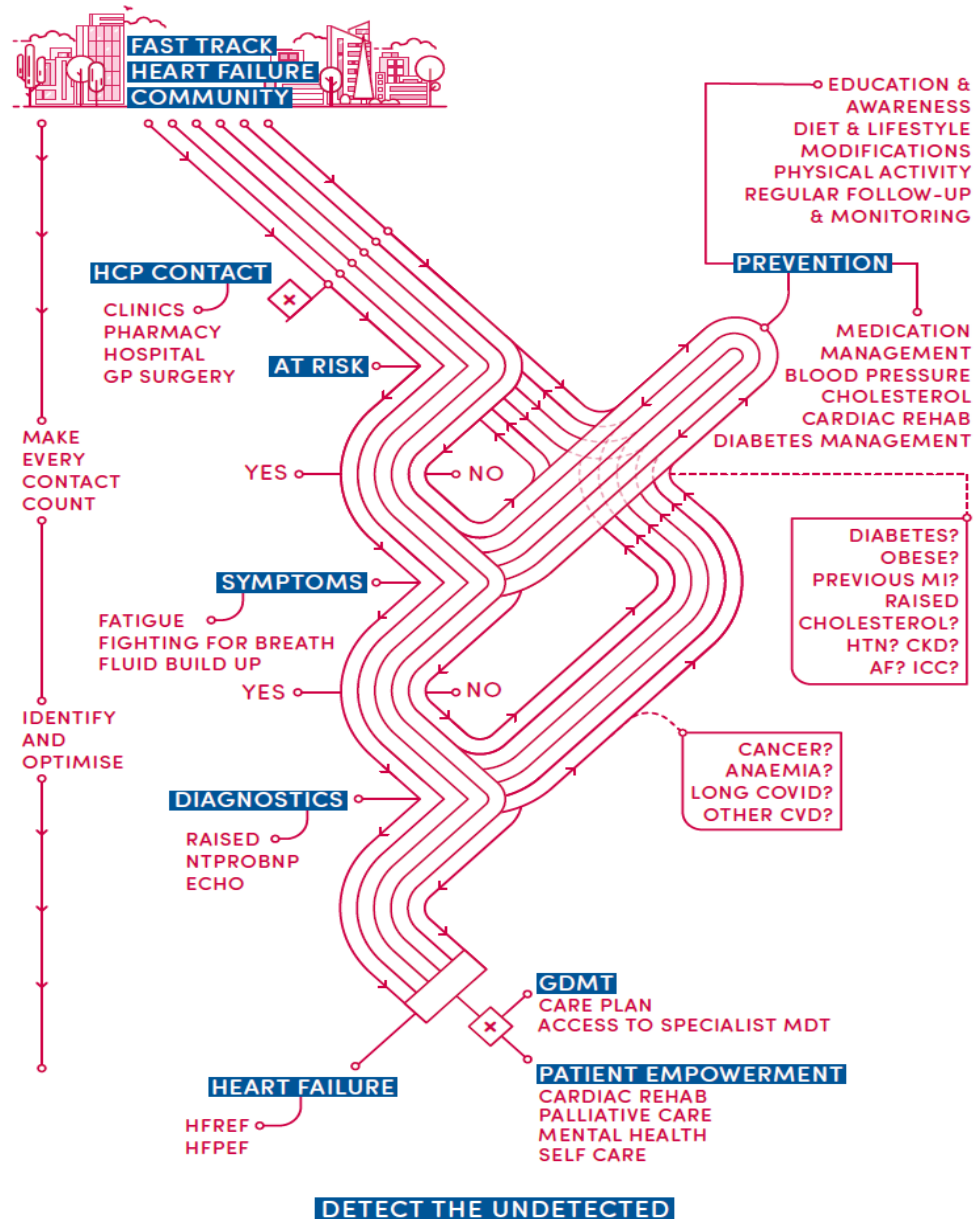 FAST TRACK
HEART FAILURE
COMMUNITY
EDUCATION &
AWARENESS
DIET & LIFESTYLE
MODIFICATIONS
PHYSICAL ACTIVITY
REGULAR FOLLOW-UP
& MONITORING
PREVENTION
MEDICATION
MANAGEMENT
BLOOD PRESSURE
CHOLESTEROL
CARDIAC REHAB
DIABETES MANAGEMENT
HCP CONTACT
CLINICS
PHARMACY
HOSPITAL
GP SURGERY
AT RISK
MAKE
EVERY
CONTACT
COUNT
YES
NO
DIABETES?
OBESE?
PREVIOUS MI?
RAISED
CHOLESTEROL?
HTN? CKD?
AF? ICC?
SYMPTOMS
FATIGUE
FIGHTING FOR BREATH
FLUID BUILD UP
YES
NO
IDENTIFY
AND
OPTIMISE
CANCER?
ANAEMIA?
LONG COVID?
OTHER CVD?
DIAGNOSTICS
RAISED
NTPROBNP
ECHO
GDMT
CARE PLAN
ACCESS TO SPECIALIST MDT
PATIENT EMPOWERMENT
CARDIAC REHAB
PALLIATIVE CARE
MENTAL HEALTH
SELF CARE
HEART FAILURE
HFREF
HFPEF
DETECT THE UNDETECTED